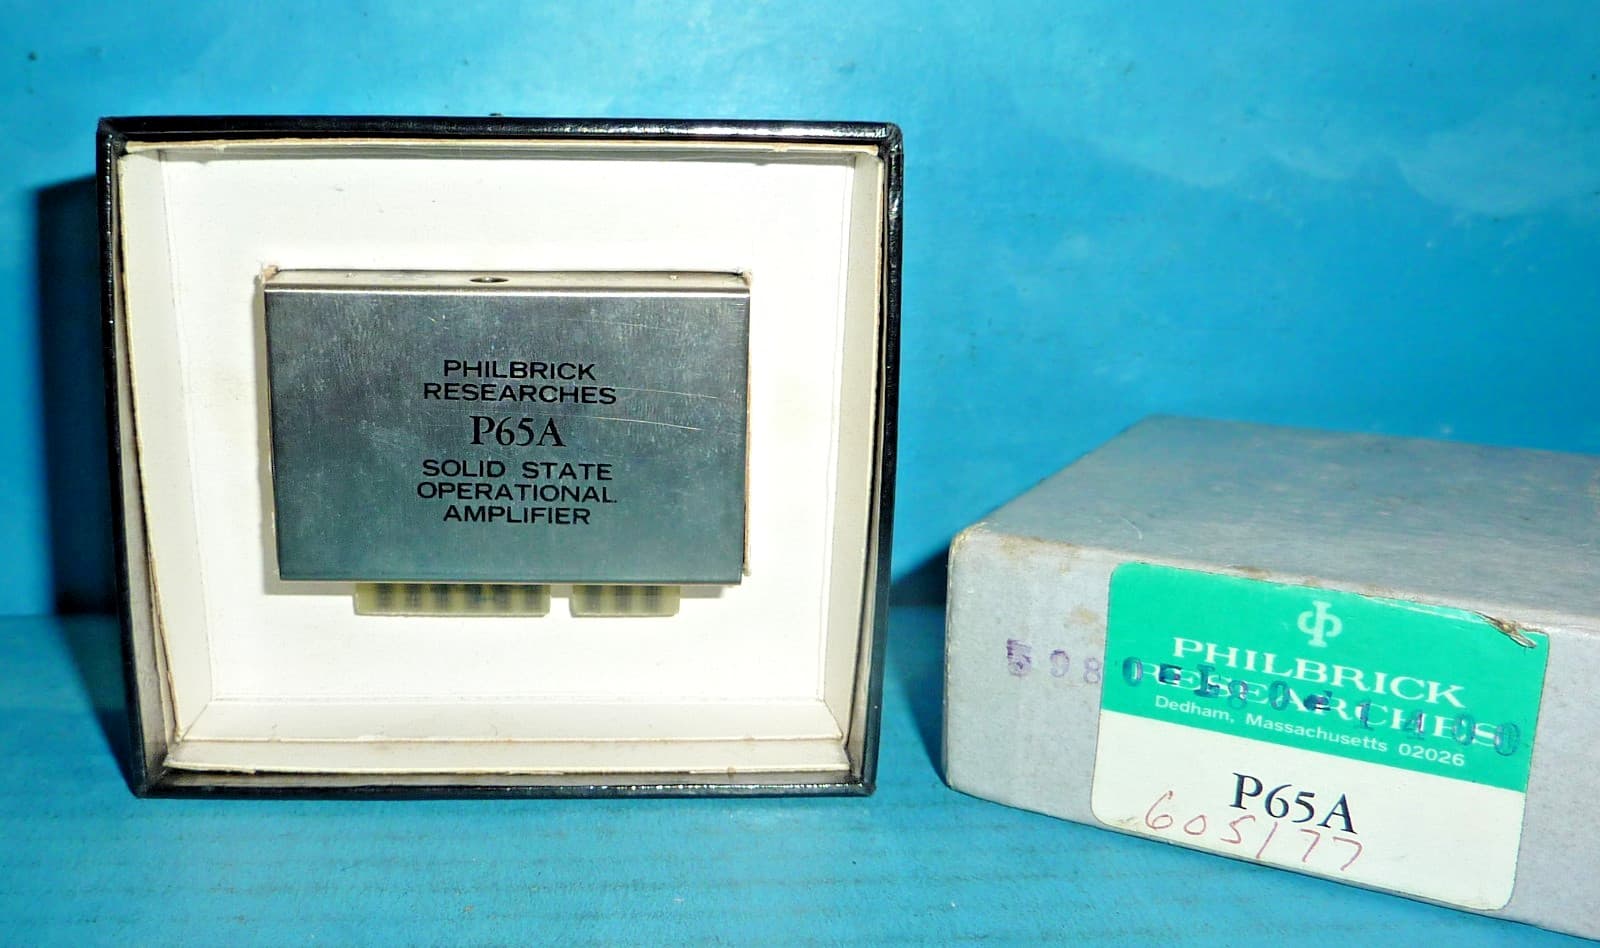 PHILBRICK
RESEARCHES
P65A
SOLID STATE
OPERATIONAL
AMPLIFIER
PHILBRICK
RESEARCHES
Dedham, Massachusetts 02026
P65A
605177